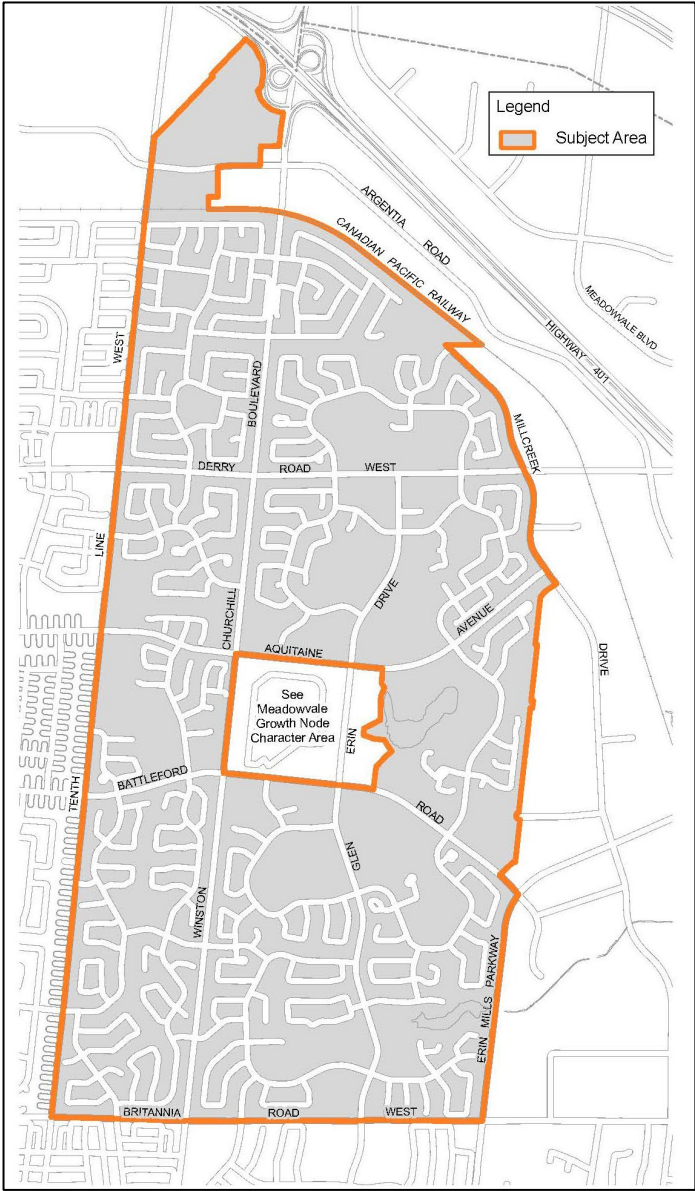 Legend
Subject Area
ARGENTIA ROAD
CANADIAN PACIFIC RAILWAY
MEADOWVALE BLVD
HIGHWAY 401
WEST
BOULEVARD
MILLCREEK
DERRY ROAD WEST
LINE
DRIVE
CHURCHILL
AVENUE
AQUITAINE
DRIVE
See
Meadowvale
Growth Node
Character Area
ERIN
BATTLEFORD
TENTH
ROAD
GLEN
WINSTON
ERIN MILLS PARKWAY
BRITANNIA ROAD WEST